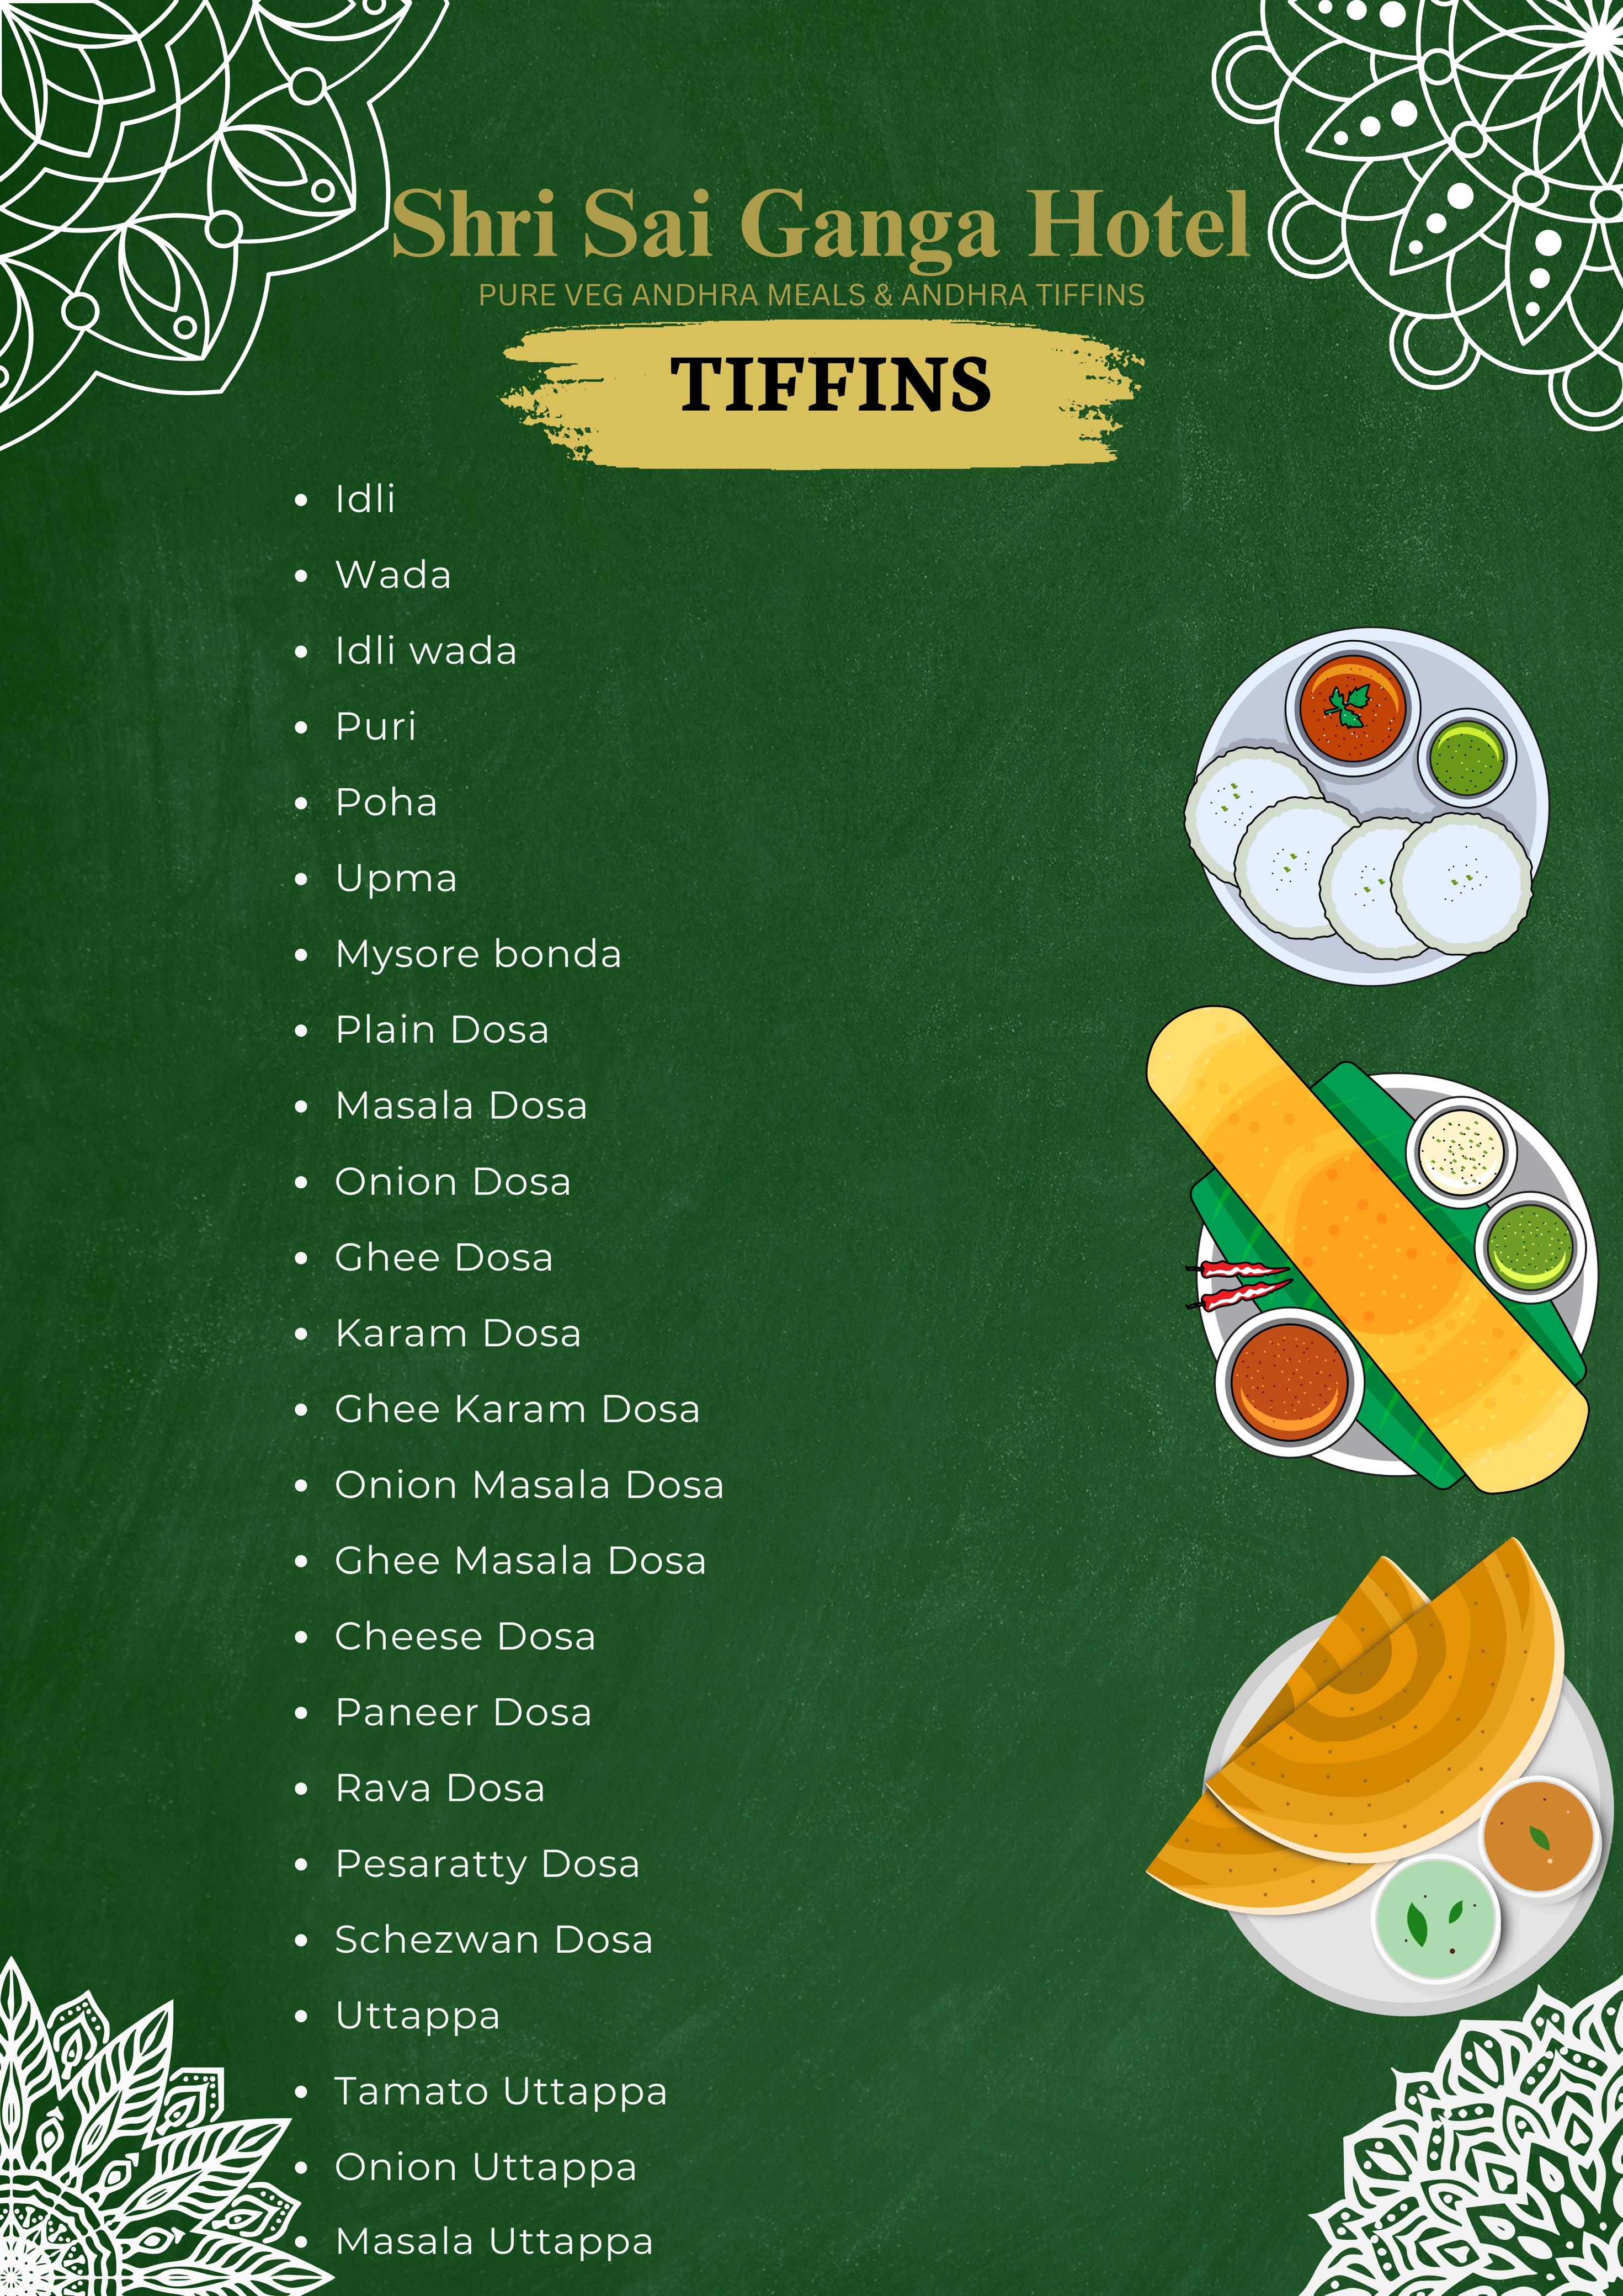 Shri Sai Ganga Hotel
PURE VEG ANDHRA MEALS & ANDHRA TIFFINS
TIFFINS
• Idli
• Wada
• Idli wada
• Puri
• Poha
• Upma
• Mysore bonda
• Plain Dosa
• Masala Dosa
• Onion Dosa
• Ghee Dosa
• Karam Dosa
• Ghee Karam Dosa
• Onion Masala Dosa
• Ghee Masala Dosa
• Cheese Dosa
• Paneer Dosa
• Rava Dosa
• Pesaratty Dosa
• Schezwan Dosa
• Uttappa
• Tamato Uttappa
• Onion Uttappa
• Masala Uttappa